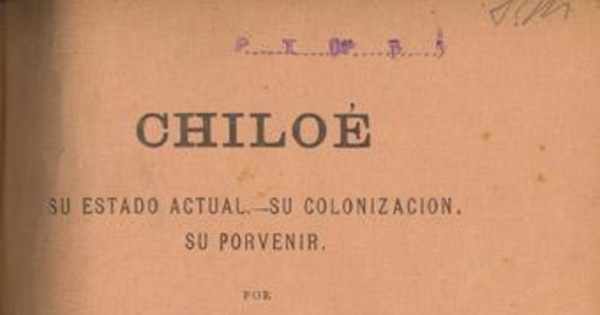 CHILOÉ
SU ESTADO ACTUAL.—SU COLONIZACION.
SU PORVENIR.
POR